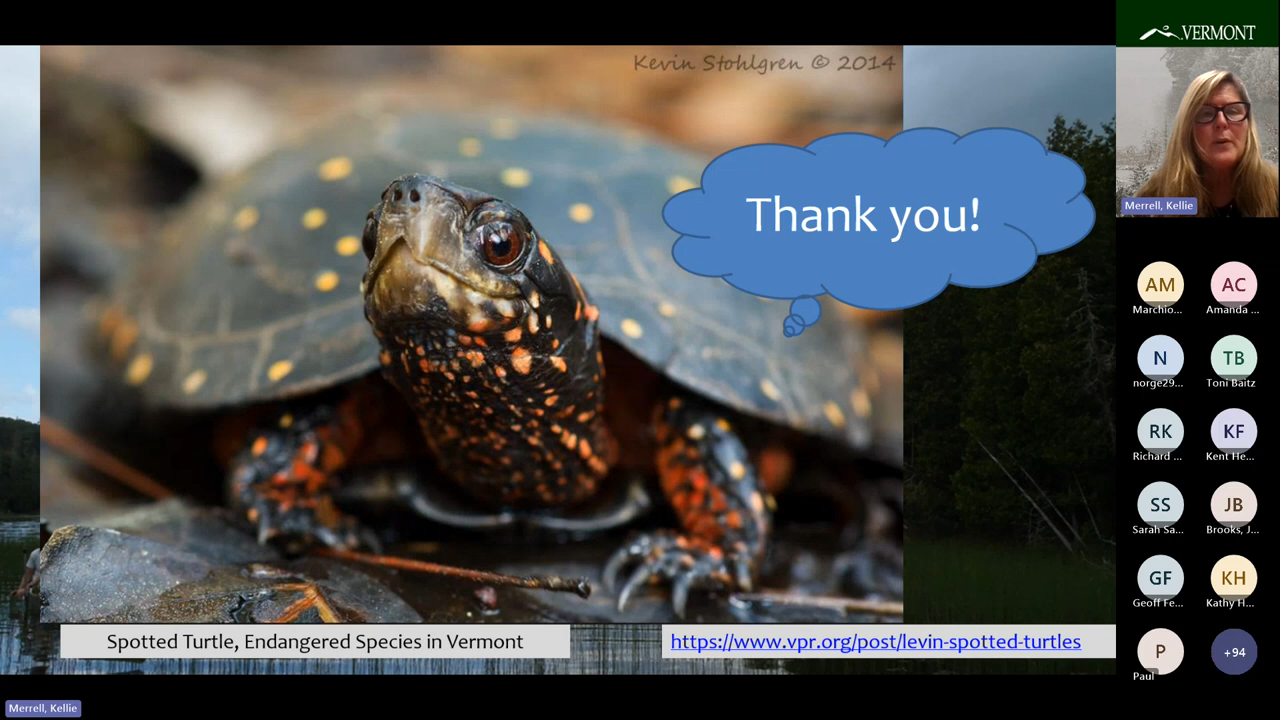 Kevin Stohlgren © 2014
Thank you!
Spotted Turtle, Endangered Species in Vermont
https://www.vpr.org/post/levin-spotted-turtles
VERMONT
Merrell, Kellie
AM
Marchio...
AC
Amanda ...
N
norge29...
TB
Toni Baitz
RK
Richard ...
KF
Kent He...
SS
Sarah Sa...
JB
Brooks, J...
GF
Geoff Fe...
KH
Kathy H...
P
Paul
+94
Merrell, Kellie